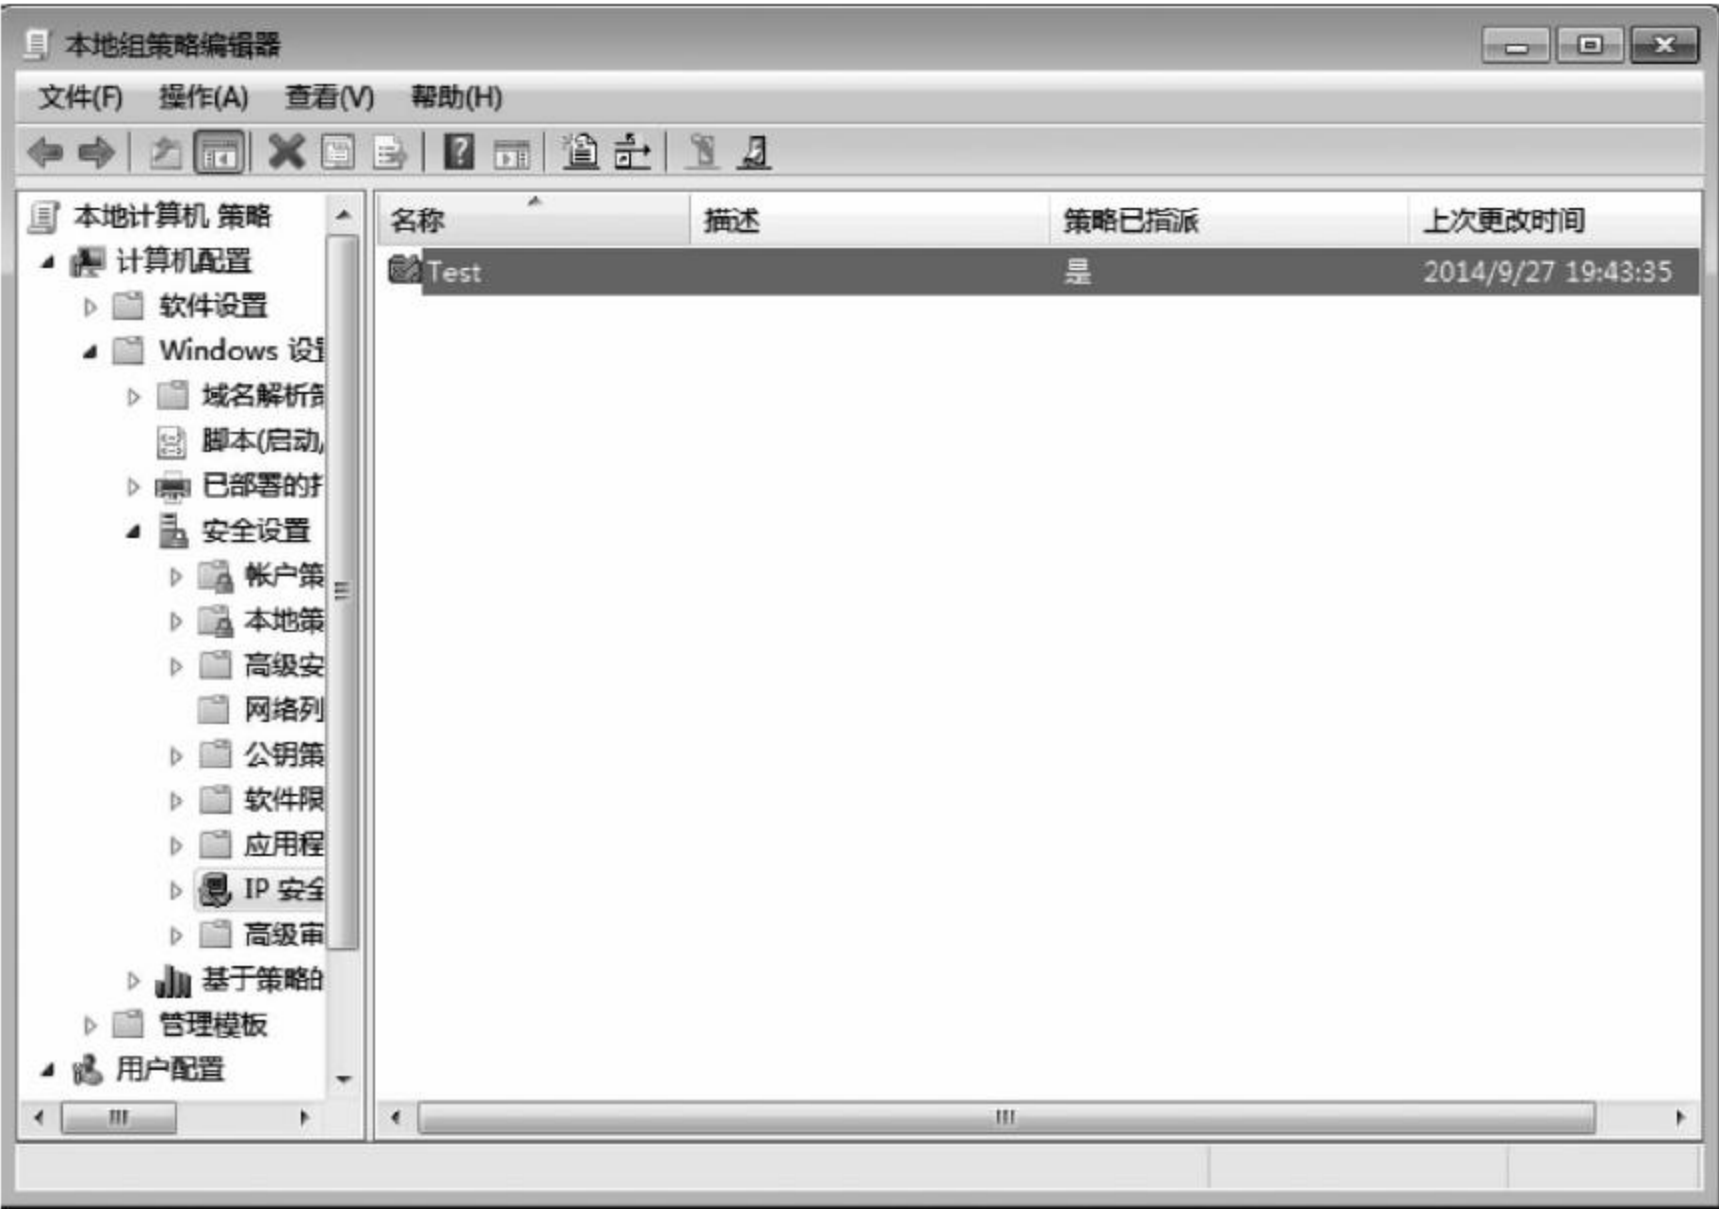 本地组策略编辑器
文件(F) 操作(A) 查看(V) 帮助(H)
本地计算机 策略
计算机配置
软件设置
Windows 设
域名解析
脚本(启动/
已部署的
安全设置
帐户策
本地策
高级安
网络列
公钥策
软件限
应用程
IP 安全
高级审
基于策略的
管理模板
用户配置
名称 描述 策略已指派 上次更改时间
Test 是 2014/9/27 19:43:35